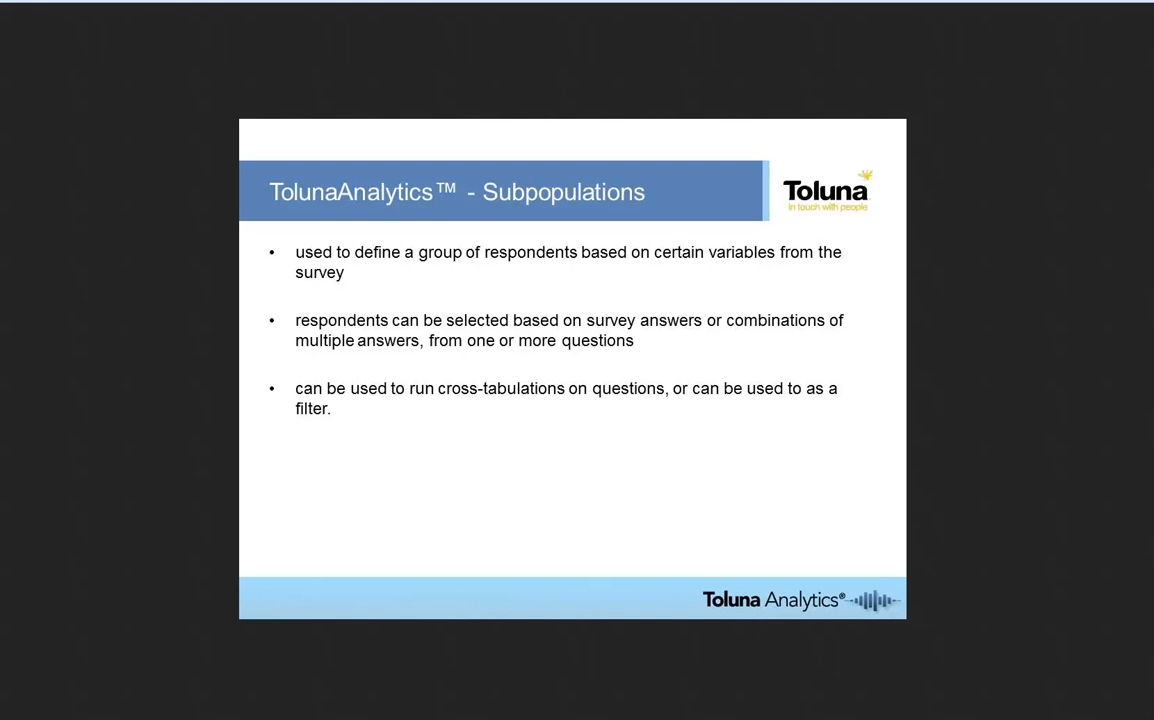 TolunaAnalytics™ - Subpopulations
Toluna
in touch with people
• used to define a group of respondents based on certain variables from the
survey
• respondents can be selected based on survey answers or combinations of
multiple answers, from one or more questions
• can be used to run cross-tabulations on questions, or can be used to as a
filter.
Toluna Analytics®